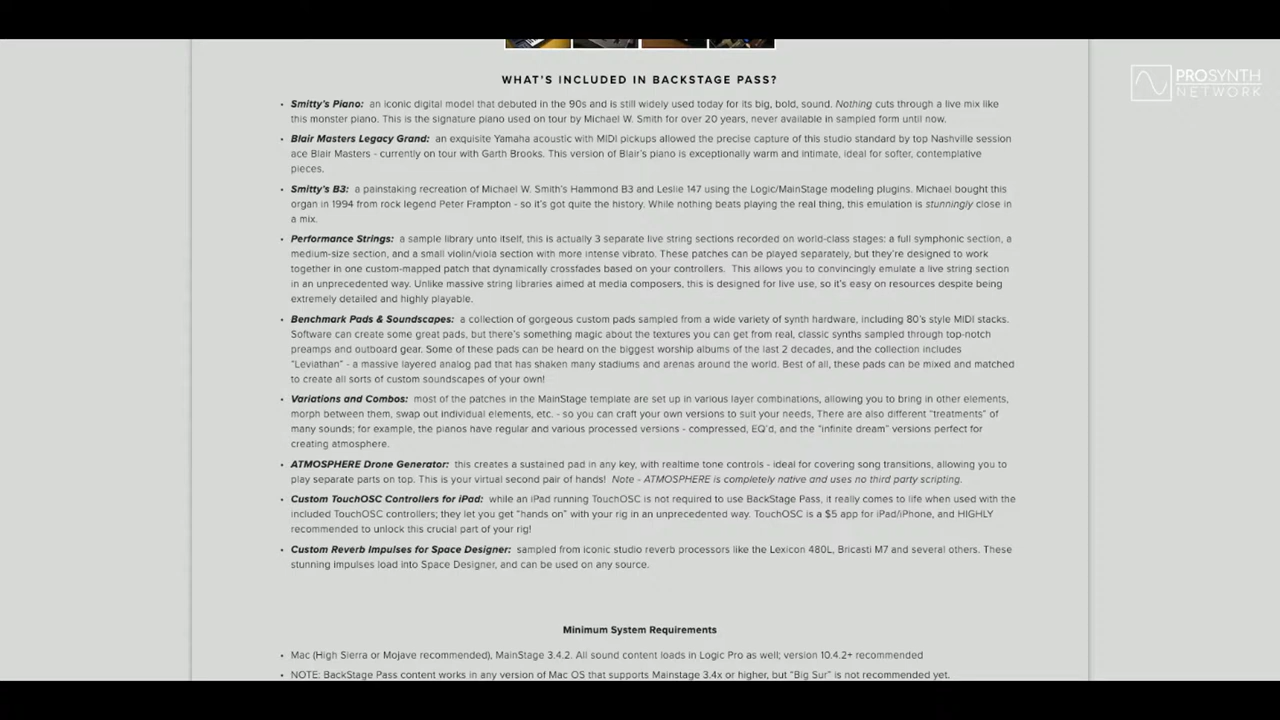 PROSYNTH
NETWORK
WHAT'S INCLUDED IN BACKSTAGE PASS?
• Smitty's Piano: an iconic digital model that debuted in the 90s and is still widely used today for its big, bold, sound. Nothing cuts through a live mix like
this monster piano. This is the signature piano used on tour by Michael W. Smith for over 20 years, never available in sampled form until now.
• Blair Masters Legacy Grand: an exquisite Yamaha acoustic with MIDI pickups allowed the precise capture of this studio standard by top Nashville session
ace Blair Masters - currently on tour with Garth Brooks. This version of Blair's piano is exceptionally warm and intimate, ideal for softer, contemplative
pieces.
• Smitty's B3: a painstaking recreation of Michael W. Smith's Hammond B3 and Leslie 147 using the Logic/MainStage modeling plugins. Michael bought this
organ in 1994 from rock legend Peter Frampton - so it's got quite the history. While nothing beats playing the real thing, this emulation is stunningly close in
a mix.
• Performance Strings: a sample library unto itself, this is actually 3 separate live string sections recorded on world-class stages: a full symphonic section, a
medium-size section, and a small violin/viola section with more intense vibrato. These patches can be played separately, but they're designed to work
together in one custom-mapped patch that dynamically crossfades based on your controllers. This allows you to convincingly emulate a live string section
in an unprecedented way. Unlike massive string libraries aimed at media composers, this is designed for live use, so it's easy on resources despite being
extremely detailed and highly playable.
• Benchmark Pads & Soundscapes: a collection of gorgeous custom pads sampled from a wide variety of synth hardware, including 80's style MIDI stacks.
Software can create some great pads, but there's something magic about the textures you can get from real, classic synths sampled through top-notch
preamps and outboard gear. Some of these pads can be heard on the biggest worship albums of the last 2 decades, and the collection includes
"Leviathan" - a massive layered analog pad that has shaken many stadiums and arenas around the world. Best of all, these pads can be mixed and matched
to create all sorts of custom soundscapes of your own!
• Variations and Combos: most of the patches in the MainStage template are set up in various layer combinations, allowing you to bring in other elements,
morph between them, swap out individual elements, etc. - so you can craft your own versions to suit your needs, There are also different "treatments" of
many sounds; for example, the pianos have regular and various processed versions - compressed, EQ'd, and the "infinite dream" versions perfect for
creating atmosphere.
• ATMOSPHERE Drone Generator: this creates a sustained pad in any key, with realtime tone controls - ideal for covering song transitions, allowing you to
play separate parts on top. This is your virtual second pair of hands! Note - ATMOSPHERE is completely native and uses no third party scripting.
• Custom TouchOSC Controllers for iPad: while an iPad running TouchOSC is not required to use BackStage Pass, it really comes to life when used with the
included TouchOSC controllers; they let you get "hands on" with your rig in an unprecedented way. TouchOSC is a $5 app for iPad/iPhone, and HIGHLY
recommended to unlock this crucial part of your rig!
• Custom Reverb Impulses for Space Designer: sampled from iconic studio reverb processors like the Lexicon 480L, Bricasti M7 and several others. These
stunning impulses load into Space Designer, and can be used on any source.
Minimum System Requirements
• Mac (High Sierra or Mojave recommended), MainStage 3.4.2. All sound content loads in Logic Pro as well; version 10.4.2+ recommended
• NOTE: BackStage Pass content works in any version of Mac OS that supports Mainstage 3.4x or higher, but "Big Sur" is not recommended yet.